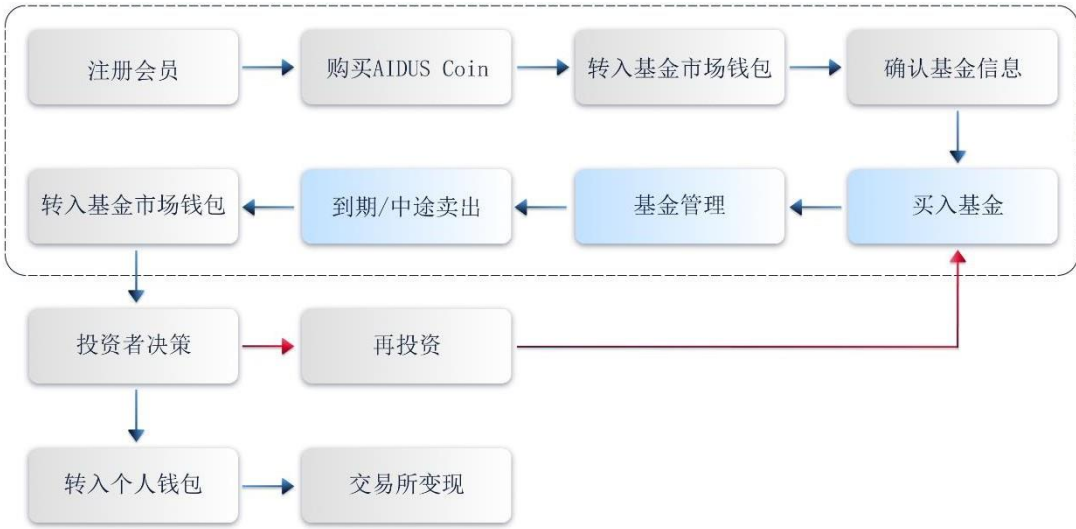 注册会员
购买AIDUS Coin
转入基金市场钱包
确认基金信息
转入基金市场钱包
到期/中途卖出
基金管理
买入基金
投资者决策
再投资
转入个人钱包
交易所变现